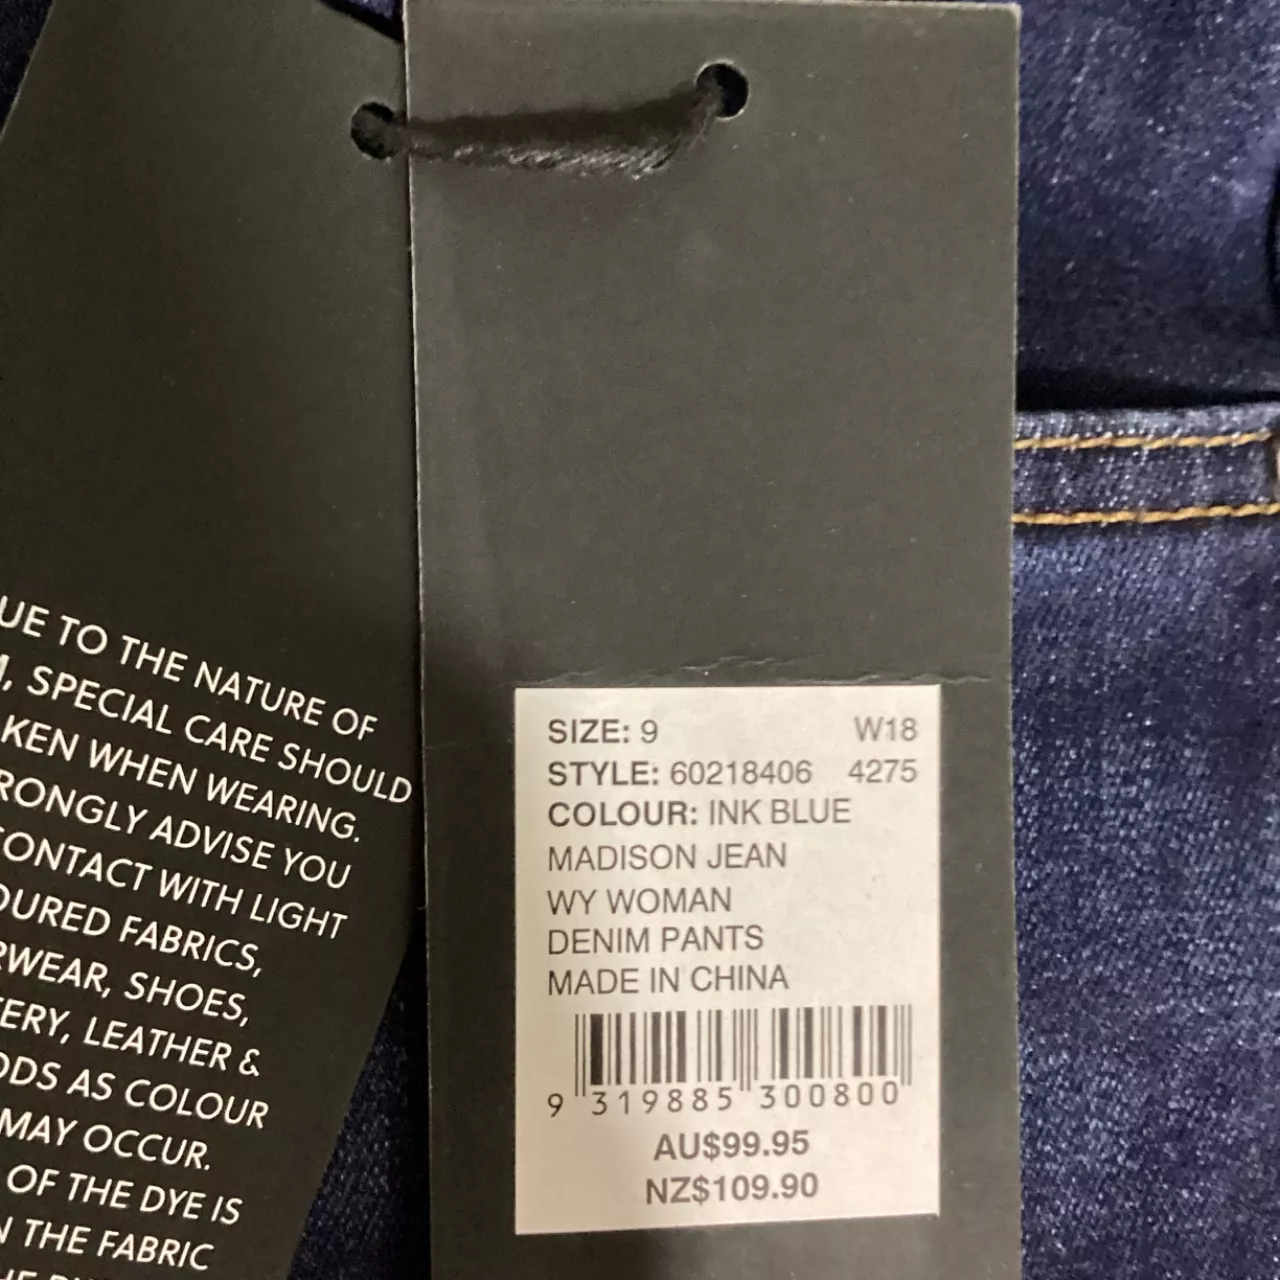 UE TO THE NATURE OF
, SPECIAL CARE SHOULD
KEN WHEN WEARING.
RONGLY ADVISE YOU
CONTACT WITH LIGHT
OURED FABRICS,
RWEAR, SHOES,
ERY, LEATHER &
ODS AS COLOUR
MAY OCCUR.
OF THE DYE IS
N THE FABRIC
SIZE: 9 W18
STYLE: 60218406 4275
COLOUR: INK BLUE
MADISON JEAN
WY WOMAN
DENIM PANTS
MADE IN CHINA
9 319885 300800
AU$99.95
NZ$109.90